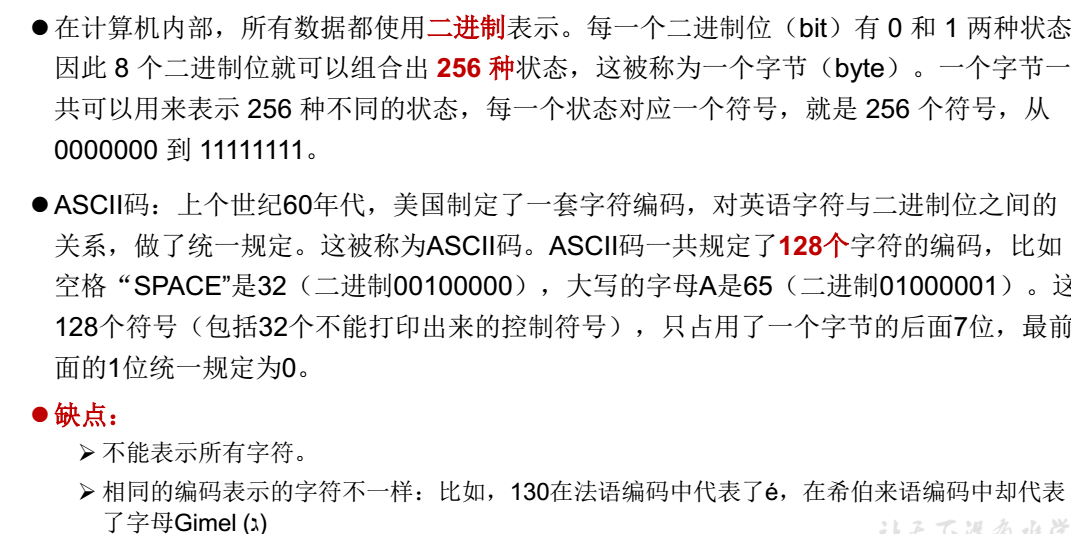 ●在计算机内部，所有数据都使用二进制表示。每一个二进制位（bit）有 0 和 1 两种状态
因此 8 个二进制位就可以组合出 256 种状态，这被称为一个字节（byte）。一个字节一
共可以用来表示 256 种不同的状态，每一个状态对应一个符号，就是 256 个符号，从
0000000 到 11111111。
●ASCII码：上个世纪60年代，美国制定了一套字符编码，对英语字符与二进制位之间的
关系，做了统一规定。这被称为ASCII码。ASCII码一共规定了128个字符的编码，比如
空格“SPACE”是32（二进制00100000），大写的字母A是65（二进制01000001）。这
128个符号（包括32个不能打印出来的控制符号），只占用了一个字节的后面7位，最前
面的1位统一规定为0。
●缺点：
➢不能表示所有字符。
➢相同的编码表示的字符不一样：比如，130在法语编码中代表了é，在希伯来语编码中却代表
了字母Gimel (ג)